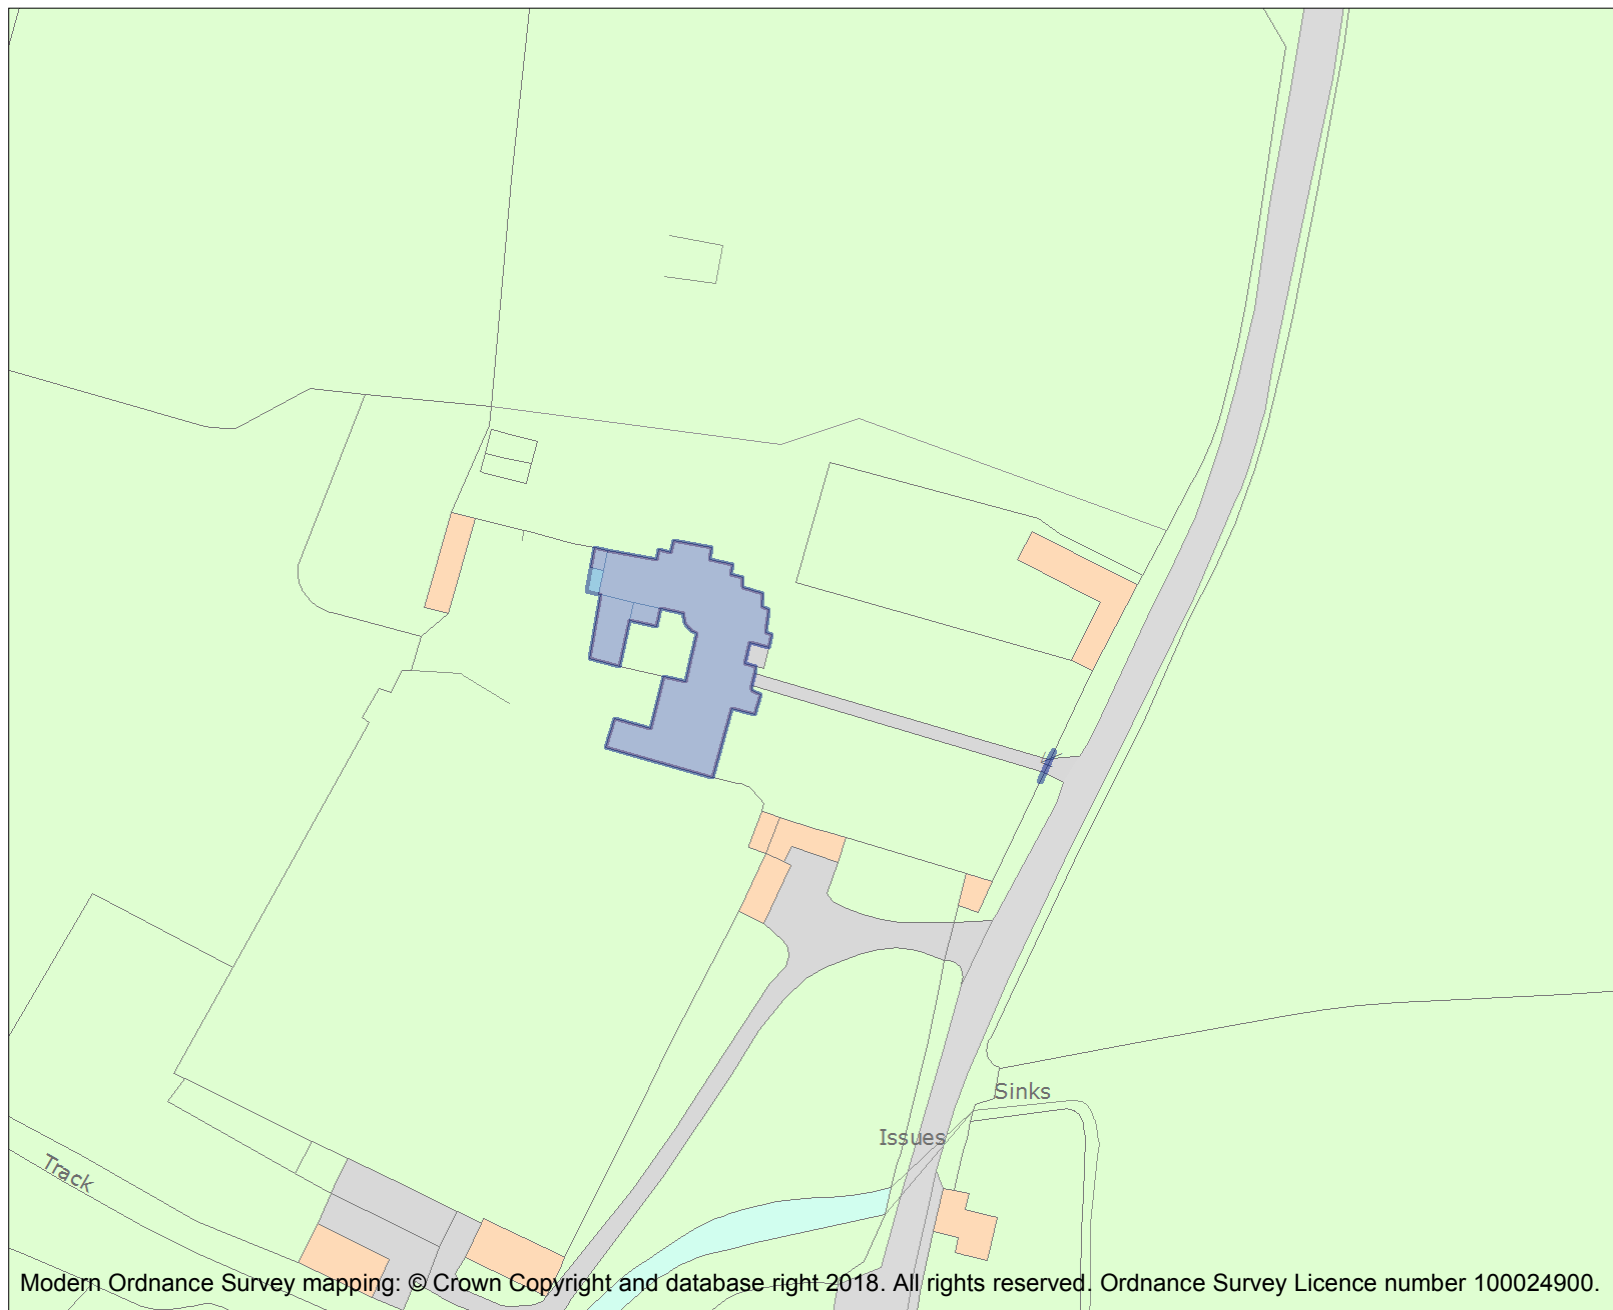 Sinks
Issues
Track
Modern Ordnance Survey mapping: © Crown Copyright and database right 2018. All rights reserved. Ordnance Survey Licence number 100024900.